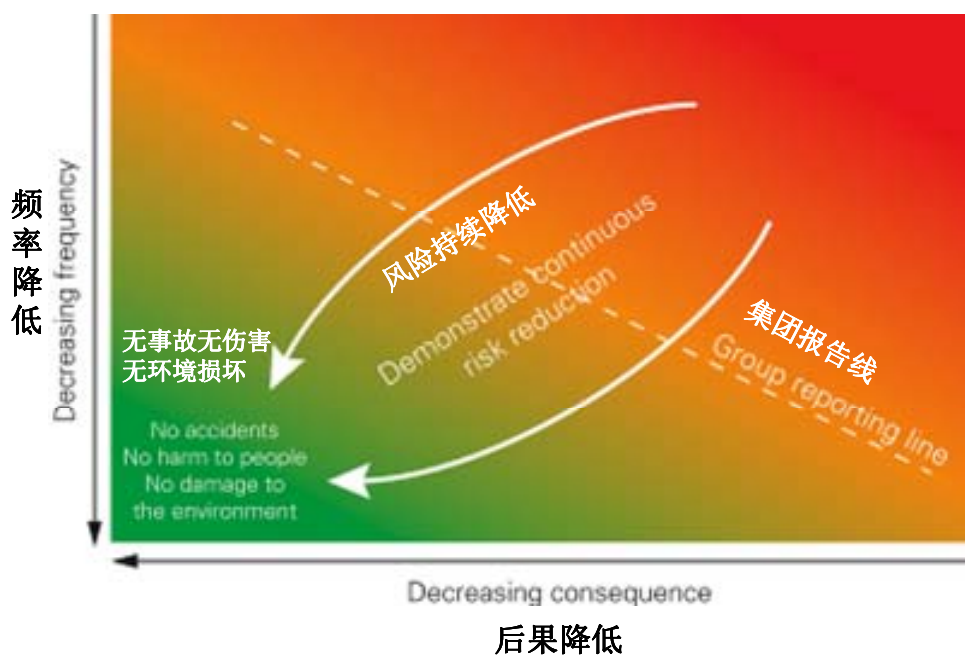 频率降低
Decreasing frequency
风险持续降低
Demonstrate continuous
risk reduction
集团报告线
Group reporting line
无事故无伤害
无环境损坏
No accidents
No harm to people
No damage to
the environment
Decreasing consequence
后果降低